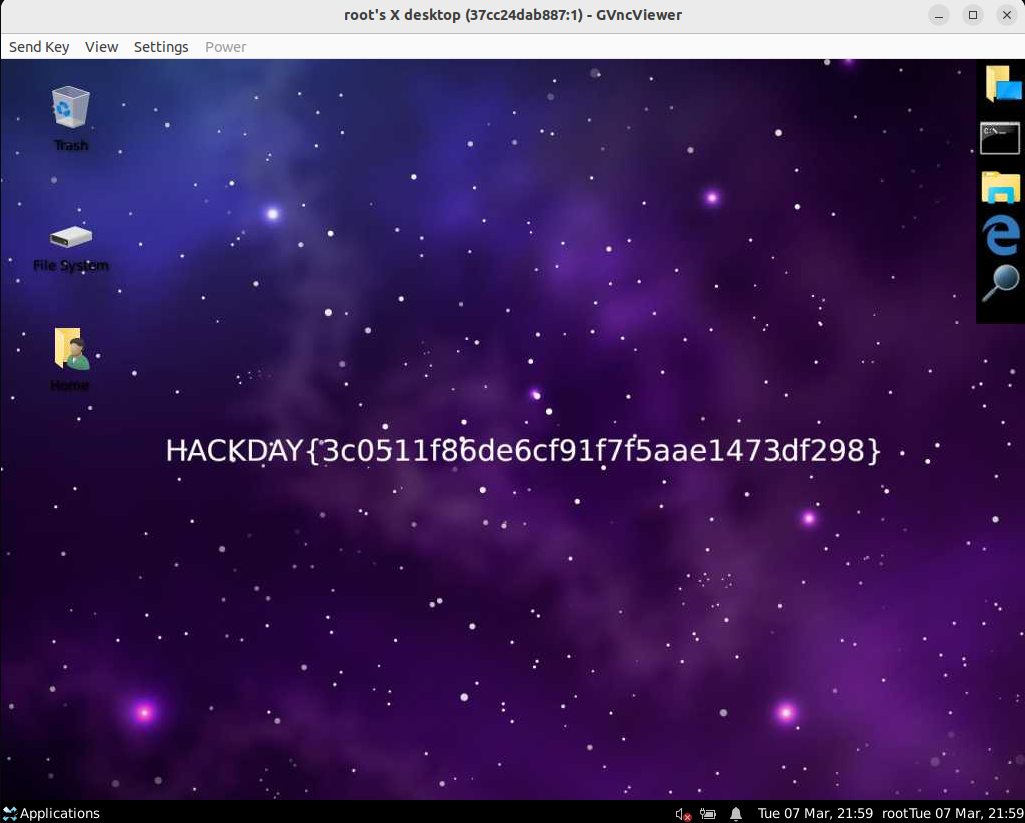 root's X desktop (37cc24dab887:1) - GVncViewer
Send Key View Settings Power
Trash
File System
Home
HACKDAY{3c0511f86de6cf91f7f5aae1473df298}
Applications Tue 07 Mar, 21:59 rootTue 07 Mar, 21:59